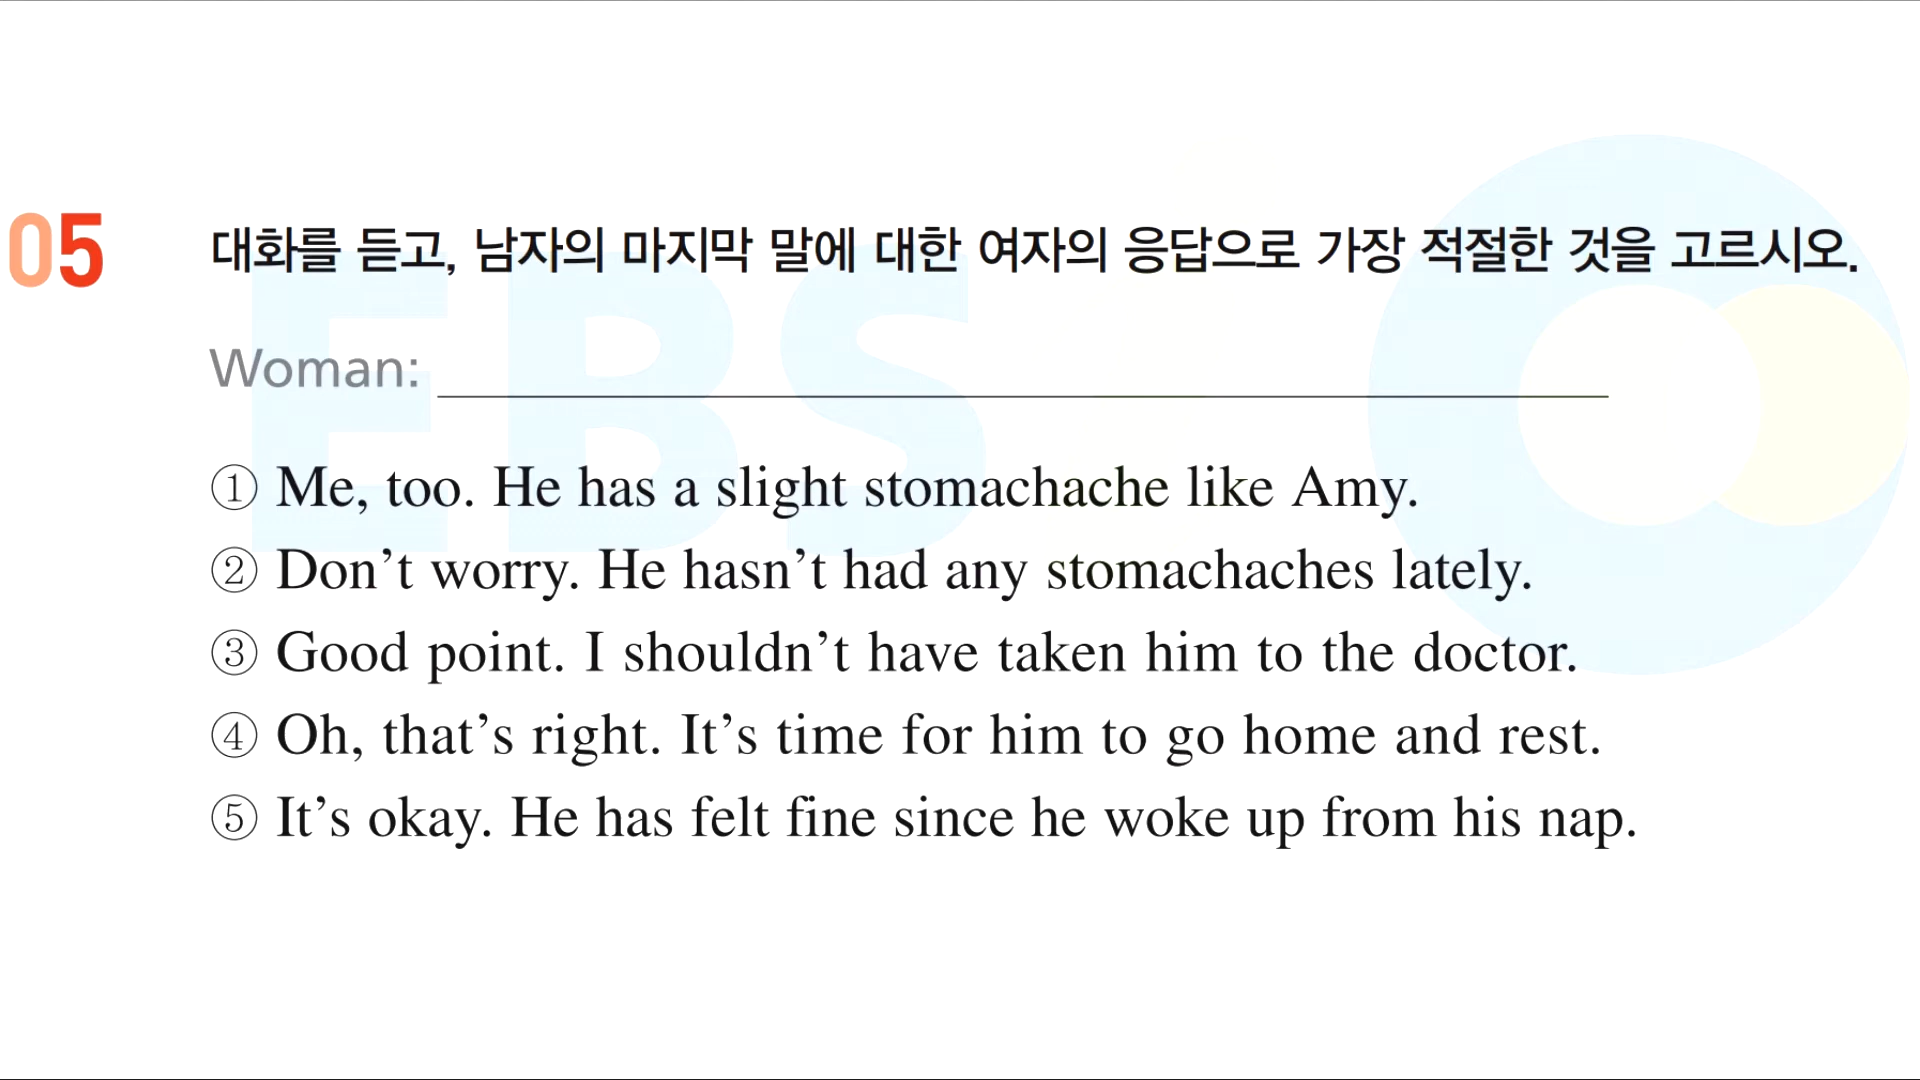 05 대화를 듣고, 남자의 마지막 말에 대한 여자의 응답으로 가장 적절한 것을 고르시오.
Woman:
① Me, too. He has a slight stomachache like Amy.
② Don’t worry. He hasn’t had any stomachaches lately.
③ Good point. I shouldn’t have taken him to the doctor.
④ Oh, that’s right. It’s time for him to go home and rest.
⑤ It’s okay. He has felt fine since he woke up from his nap.
EBS